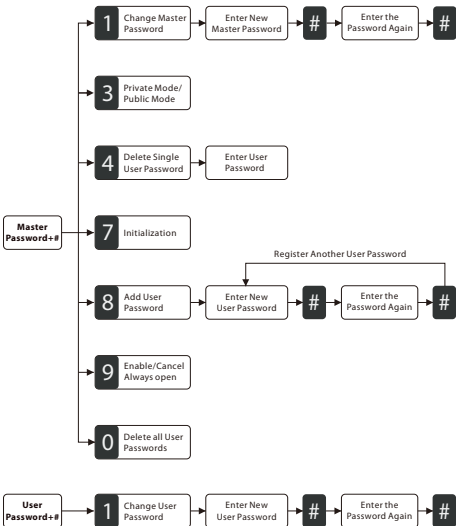 1
Change Master
Password
Enter New
Master Password
#
Enter the
Password Again
#
3
Private Mode/
Public Mode
4
Delete Single
User Password
Enter User
Password
Master
Password+#
7
Initialization
Register Another User Password
8
Add User
Password
Enter New
User Password
#
Enter the
Password Again
#
9
Enable/Cancel
Always open
0
Delete all User
Passwords
User
Password+#
1
Change User
Password
Enter New
User Password
#
Enter the
Password Again
#